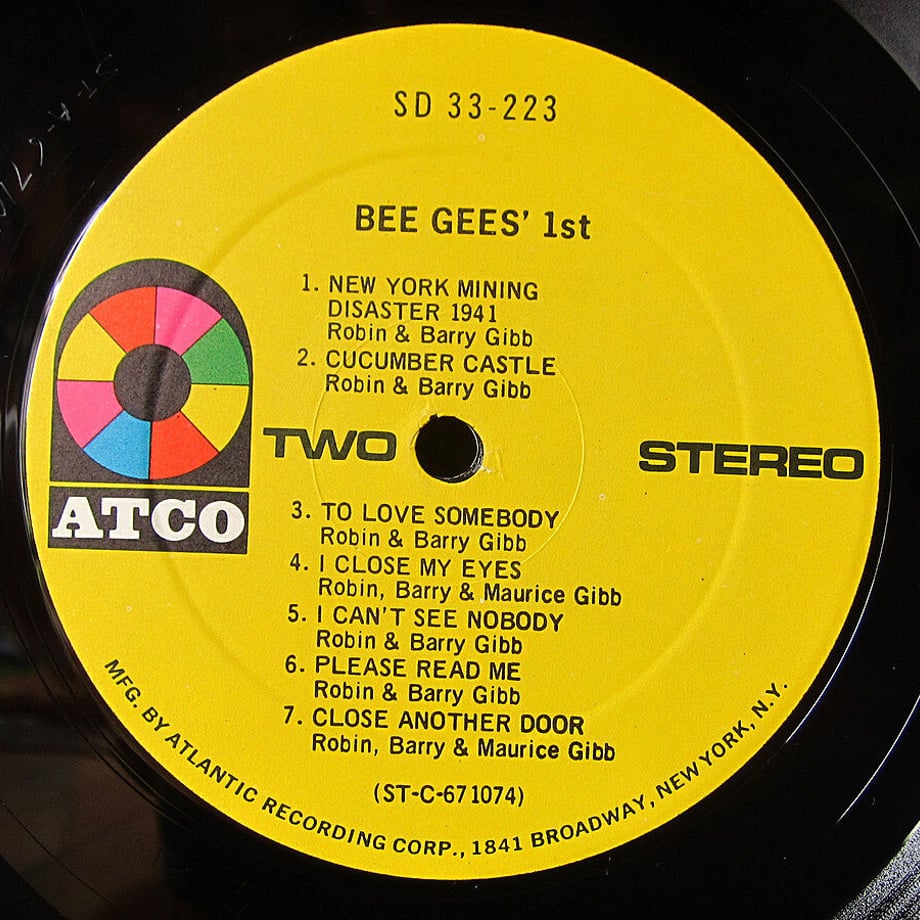 SD 33-223
BEE GEES' 1st
1. NEW YORK MINING
DISASTER 1941
Robin & Barry Gibb
2. CUCUMBER CASTLE
Robin & Barry Gibb
TWO
STEREO
ATCO
3. TO LOVE SOMEBODY
Robin & Barry Gibb
4. I CLOSE MY EYES
Robin, Barry & Maurice Gibb
5. I CAN'T SEE NOBODY
Robin & Barry Gibb
6. PLEASE READ ME
Robin & Barry Gibb
7. CLOSE ANOTHER DOOR
Robin, Barry & Maurice Gibb
(ST-C-671074)
MFG. BY ATLANTIC RECORDING CORP., 1841 BROADWAY, NEW YORK, N.Y.